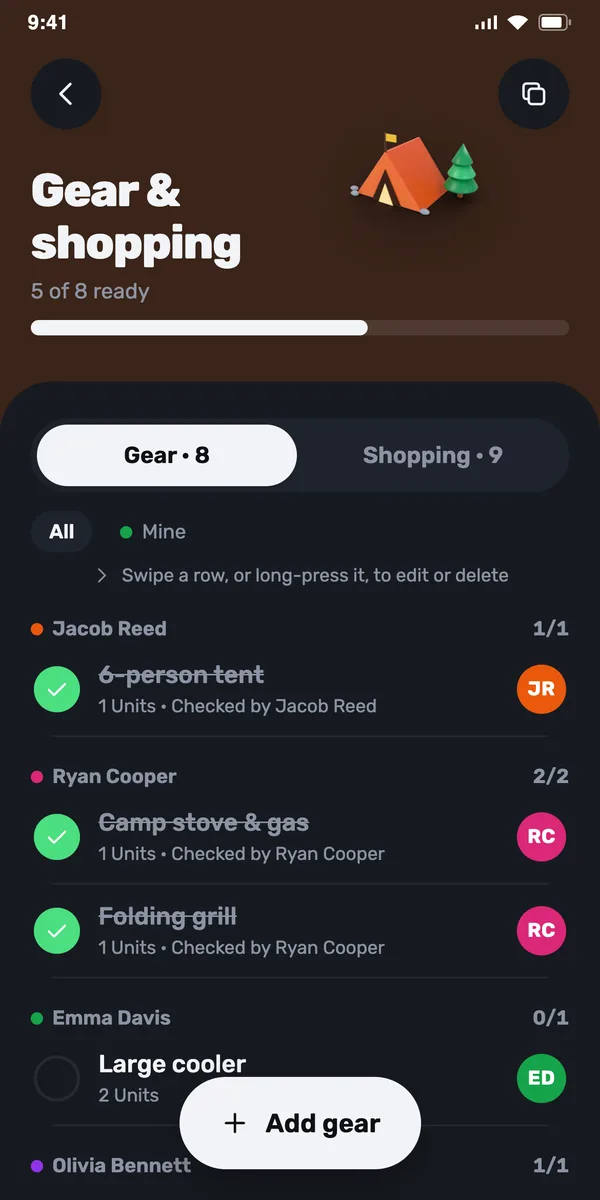 9:41
Gear &
shopping
5 of 8 ready
Gear • 8
Shopping • 9
All
Mine
Swipe a row, or long-press it, to edit or delete
Jacob Reed
1/1
6-person tent
1 Units • Checked by Jacob Reed
JR
Ryan Cooper
2/2
Camp stove & gas
1 Units • Checked by Ryan Cooper
RC
Folding grill
1 Units • Checked by Ryan Cooper
RC
Emma Davis
0/1
Large cooler
2 Units
ED
+ Add gear
Olivia Bennett
1/1